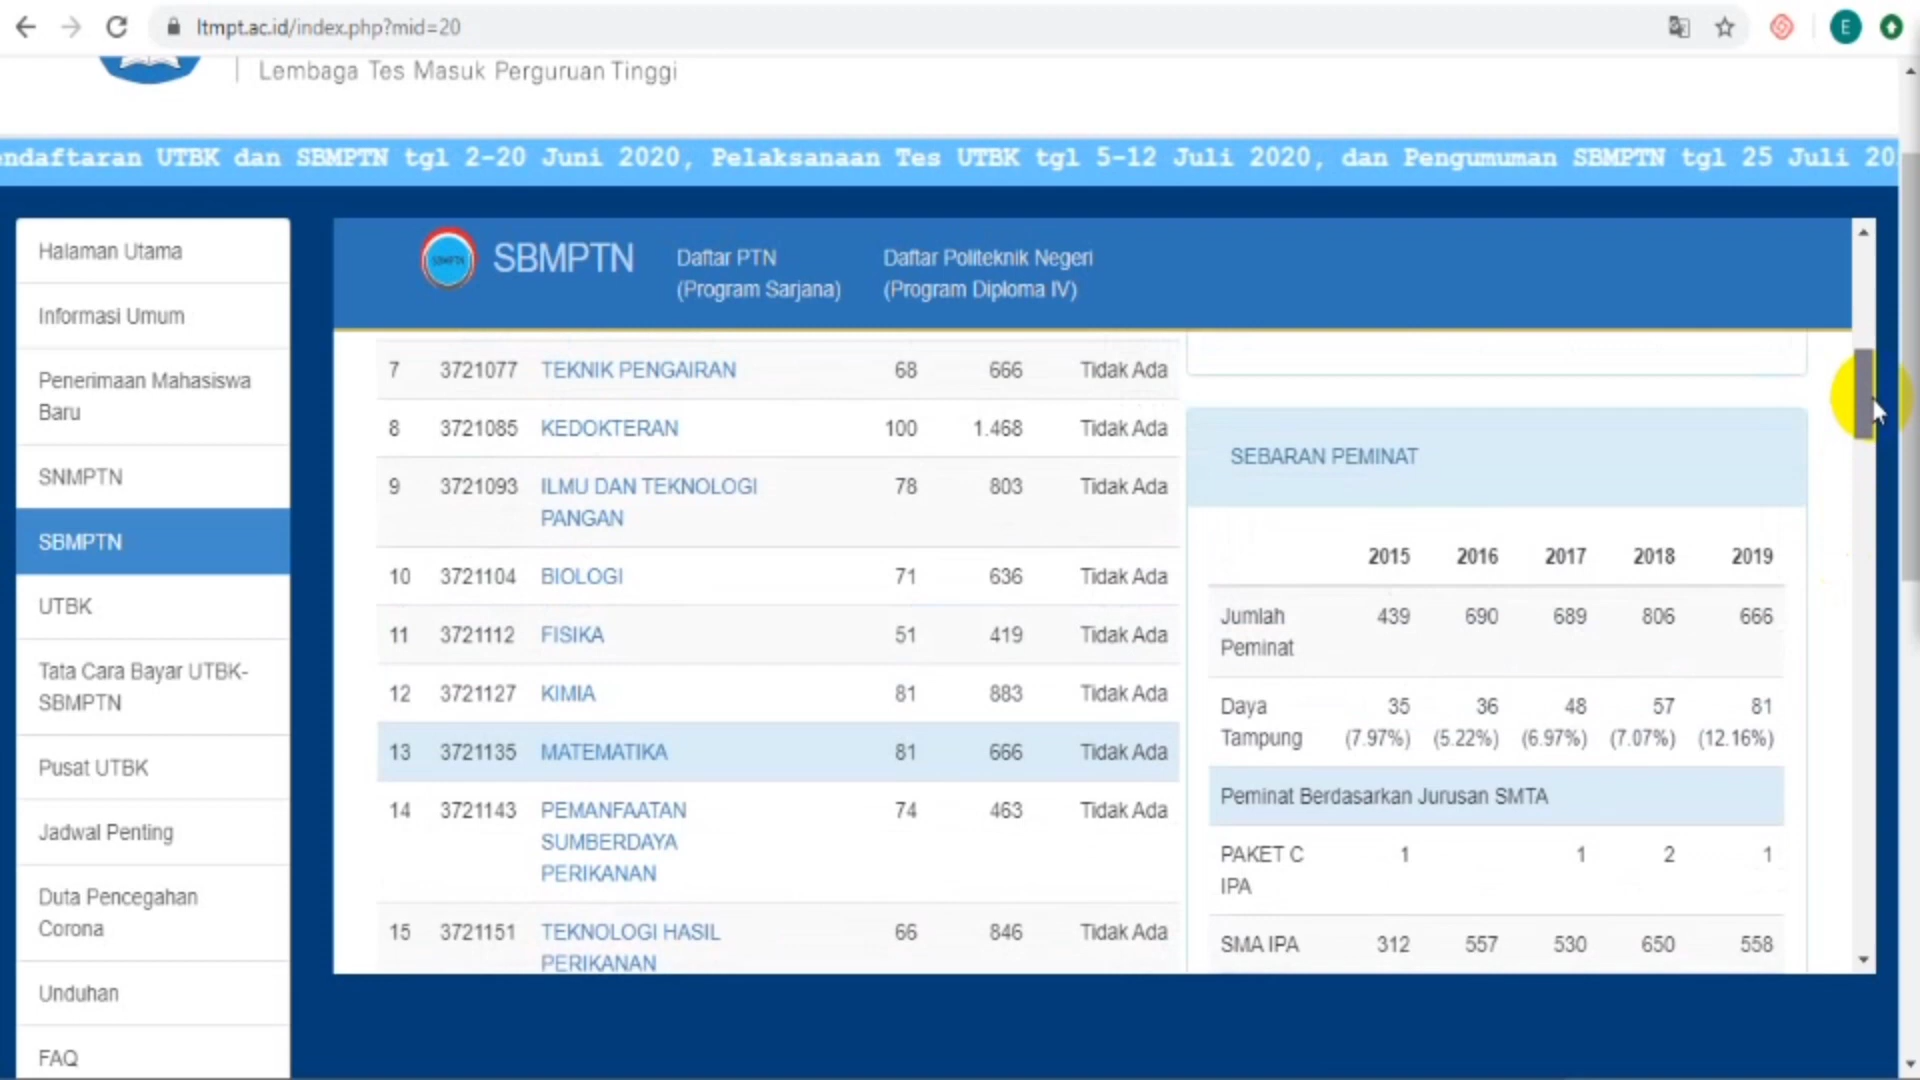 ltmpt.ac.id/index.php?mid=20
E
Lembaga Tes Masuk Perguruan Tinggi
endaftaran UTBK dan SBMPTN tgl 2-20 Juni 2020, Pelaksanaan Tes UTBK tgl 5-12 Juli 2020, dan Pengumuman SBMPTN tgl 25 Juli 20
Halaman Utama
Informasi Umum
Penerimaan Mahasiswa
Baru
SNMPTN
SBMPTN
UTBK
Tata Cara Bayar UTBK-
SBMPTN
Pusat UTBK
Jadwal Penting
Duta Pencegahan
Corona
Unduhan
FAQ
SBMPTN
SBMPTN
Daftar PTN
(Program Sarjana)
Daftar Politeknik Negeri
(Program Diploma IV)
7 3721077 TEKNIK PENGAIRAN 68 666 Tidak Ada
8 3721085 KEDOKTERAN 100 1.468 Tidak Ada
9 3721093 ILMU DAN TEKNOLOGI 78 803 Tidak Ada
PANGAN
10 3721104 BIOLOGI 71 636 Tidak Ada
11 3721112 FISIKA 51 419 Tidak Ada
12 3721127 KIMIA 81 883 Tidak Ada
13 3721135 MATEMATIKA 81 666 Tidak Ada
14 3721143 PEMANFAATAN 74 463 Tidak Ada
SUMBERDAYA
PERIKANAN
15 3721151 TEKNOLOGI HASIL 66 846 Tidak Ada
PERIKANAN
SEBARAN PEMINAT
2015 2016 2017 2018 2019
Jumlah 439 690 689 806 666
Peminat
Daya 35 36 48 57 81
Tampung (7.97%) (5.22%) (6.97%) (7.07%) (12.16%)
Peminat Berdasarkan Jurusan SMTA
PAKET C 1 1 2 1
IPA
SMA IPA 312 557 530 650 558